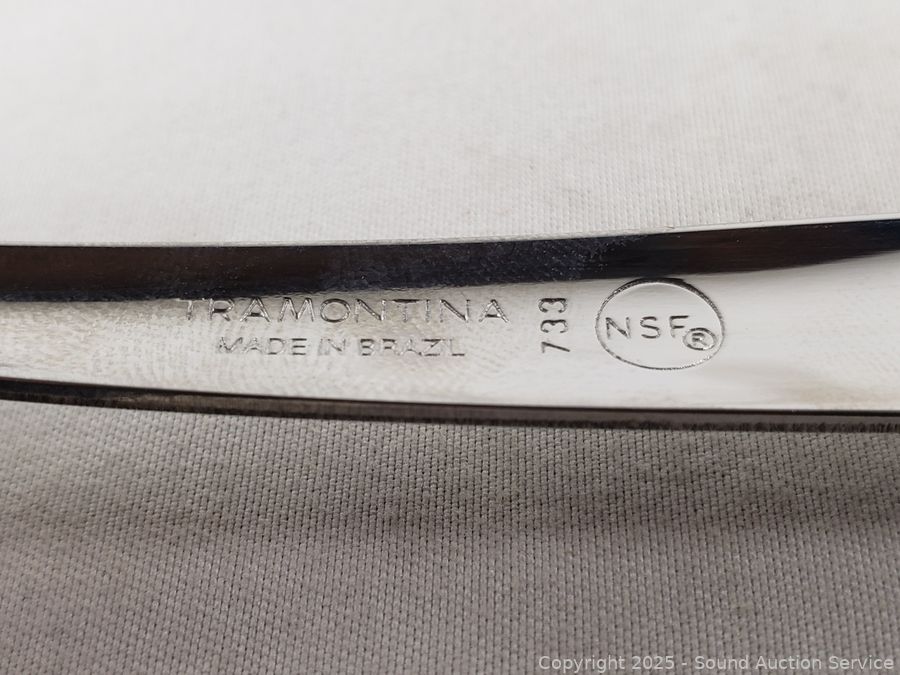 TRAMONTINA
MADE IN BRAZIL
733
NSF®
Copyright 2025 - Sound Auction Service